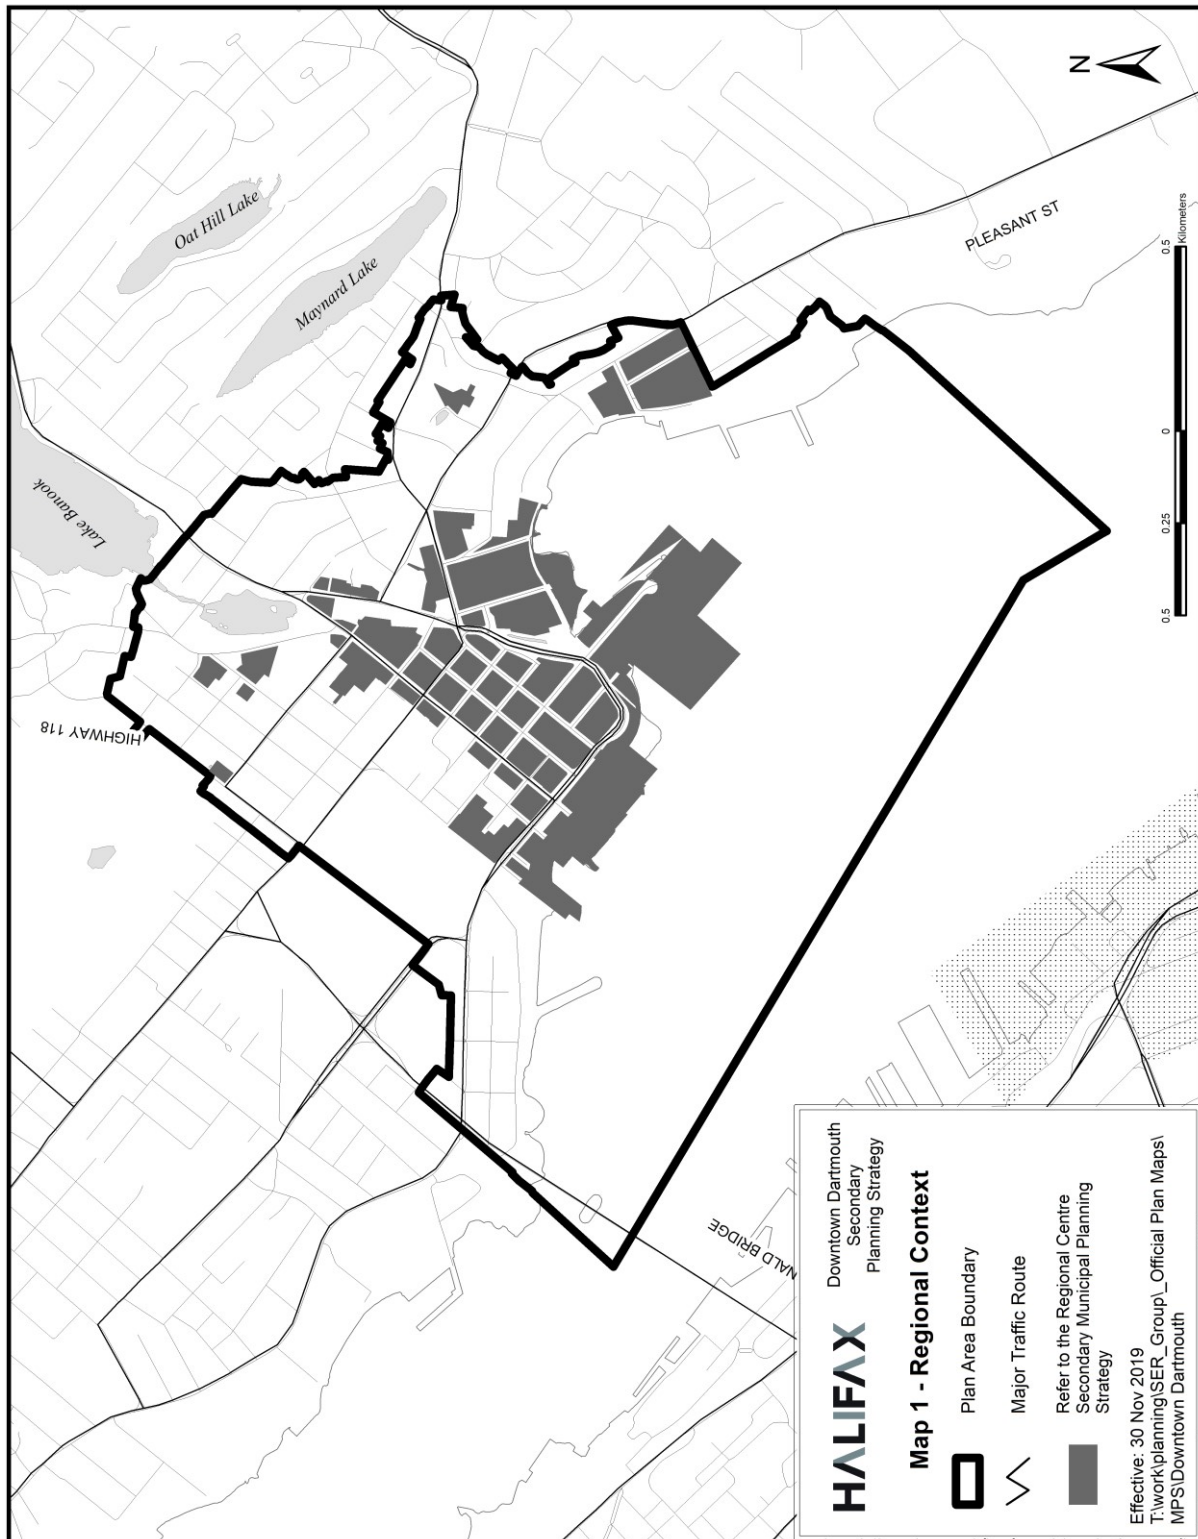 Oat Hill Lake
Maynard Lake
Lake Banook
HIGHWAY 118
PLEASANT ST
NALD BRIDGE
N
0.5
0.25
0
0.5
Kilometers
HALIFAX
Downtown Dartmouth
Secondary
Planning Strategy
Map 1 - Regional Context
Plan Area Boundary
Major Traffic Route
Refer to the Regional Centre
Secondary Municipal Planning
Strategy
Effective: 30 Nov 2019
T:\work\planning\SER_Group\_Official Plan Maps\
MPS\Downtown Dartmouth